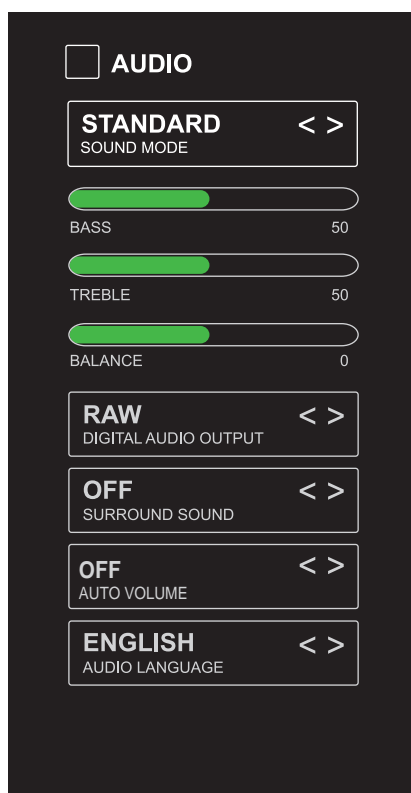 AUDIO
STANDARD < >
SOUND MODE
BASS 50
TREBLE 50
BALANCE 0
RAW < >
DIGITAL AUDIO OUTPUT
OFF < >
SURROUND SOUND
OFF < >
AUTO VOLUME
ENGLISH < >
AUDIO LANGUAGE